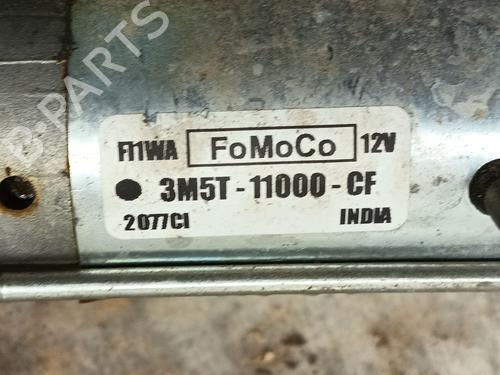 B-PARTS
FI1WA FoMoCo 12V
3M5T - 11000 - CF
2077CI INDIA